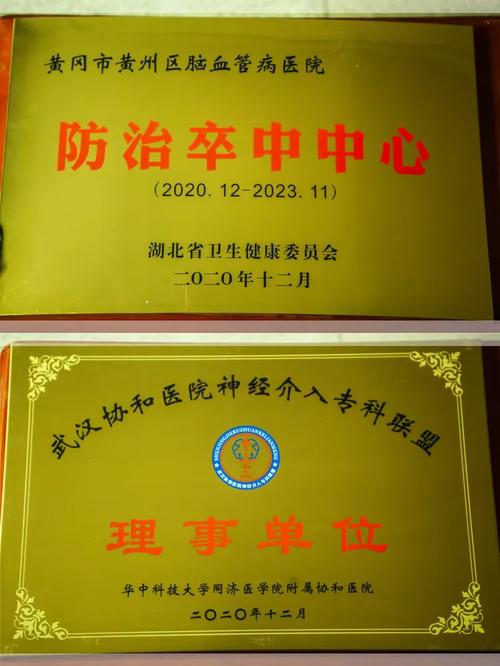 黄冈市黄州区脑血管病医院
防治卒中中心
(2020.12-2023.11)
湖北省卫生健康委员会
二〇二〇年十二月
武汉协和医院神经介入专科联盟
理事单位
华中科技大学同济医学院附属协和医院
二〇二〇年十二月